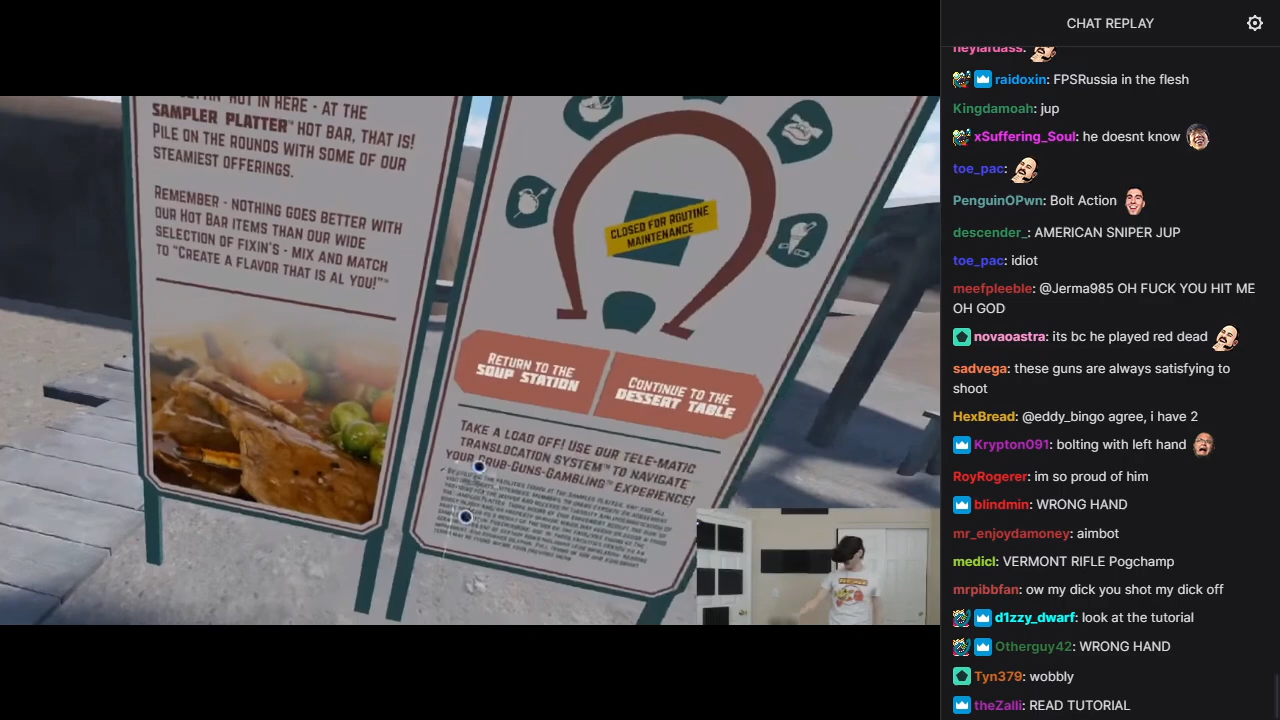 HOT IN HERE - AT THE
SAMPLER PLATTER™ HOT BAR, THAT IS!
PILE ON THE ROUNDS WITH SOME OF OUR
STEAMIEST OFFERINGS.
REMEMBER - NOTHING GOES BETTER WITH
OUR HOT BAR ITEMS THAN OUR WIDE
SELECTION OF FIXIN'S - MIX AND MATCH
TO "CREATE A FLAVOR THAT IS AL YOU!"™
CLOSED FOR ROUTINE
MAINTENANCE
RETURN TO THE
SOUP STATION
CONTINUE TO THE
DESSERT TABLE
TAKE A LOAD OFF! USE OUR TELE-MATIC
TRANSLOCATION SYSTEM™ TO NAVIGATE
YOUR GRUB-GUNS-GAMBLING™ EXPERIENCE!
CHAT REPLAY
heylardass:
raidoxin: FPSRussia in the flesh
Kingdamoah: jup
xSuffering_Soul: he doesnt know
toe_pac:
PenguinOPwn: Bolt Action
descender_: AMERICAN SNIPER JUP
toe_pac: idiot
meefpleeble: @Jerma985 OH FUCK YOU HIT ME
OH GOD
novaoastra: its bc he played red dead
sadvega: these guns are always satisfying to
shoot
HexBread: @eddy_bingo agree, i have 2
Krypton091: bolting with left hand
RoyRogerer: im so proud of him
blindmin: WRONG HAND
mr_enjoydamoney: aimbot
medicl: VERMONT RIFLE Pogchamp
mrpibbfan: ow my dick you shot my dick off
d1zzy_dwarf: look at the tutorial
Otherguy42: WRONG HAND
Tyn379: wobbly
theZalli: READ TUTORIAL